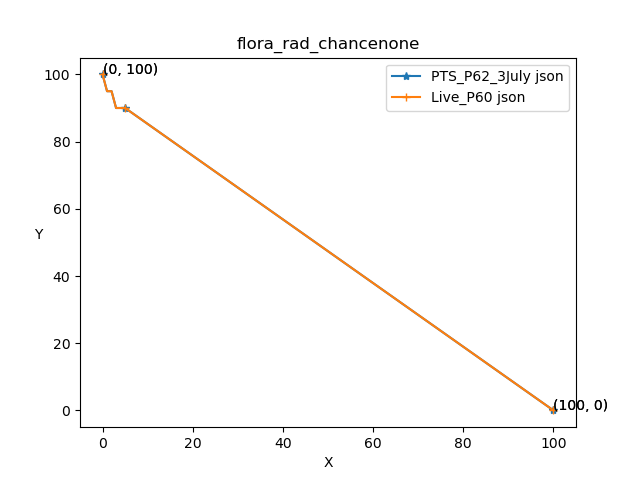 flora_rad_chancenone
(0, 100)
PTS_P62_3July json
Live_P60 json
100
80
60
Y
40
20
0
(100, 0)
0 20 40 60 80 100
X